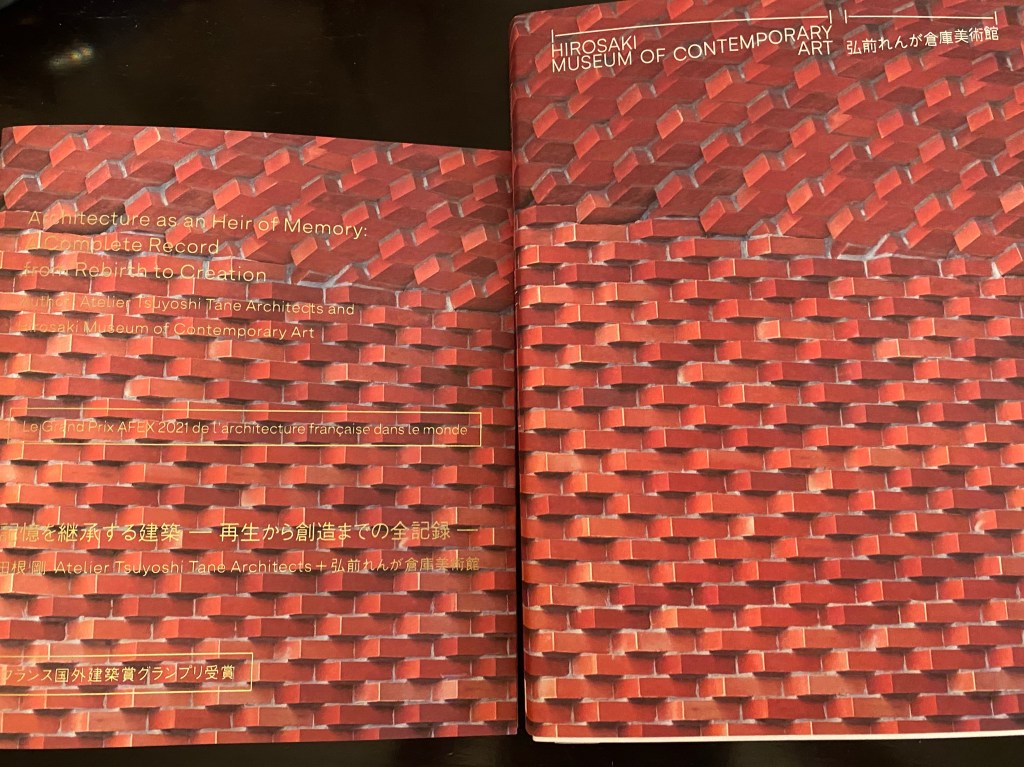 Architecture as an Heir of Memory:
A Complete Record
from Rebirth to Creation
Author: Atelier Tsuyoshi Tane Architects and
Hirosaki Museum of Contemporary Art
Le Grand Prix AFEX 2021 de l'architecture française dans le monde
記憶を継承する建築 — 再生から創造までの全記録 —
田根 剛 Atelier Tsuyoshi Tane Architects + 弘前れんが倉庫美術館
フランス国外建築賞グランプリ受賞
HIROSAKI
MUSEUM OF CONTEMPORARY
ART
弘前れんが倉庫美術館